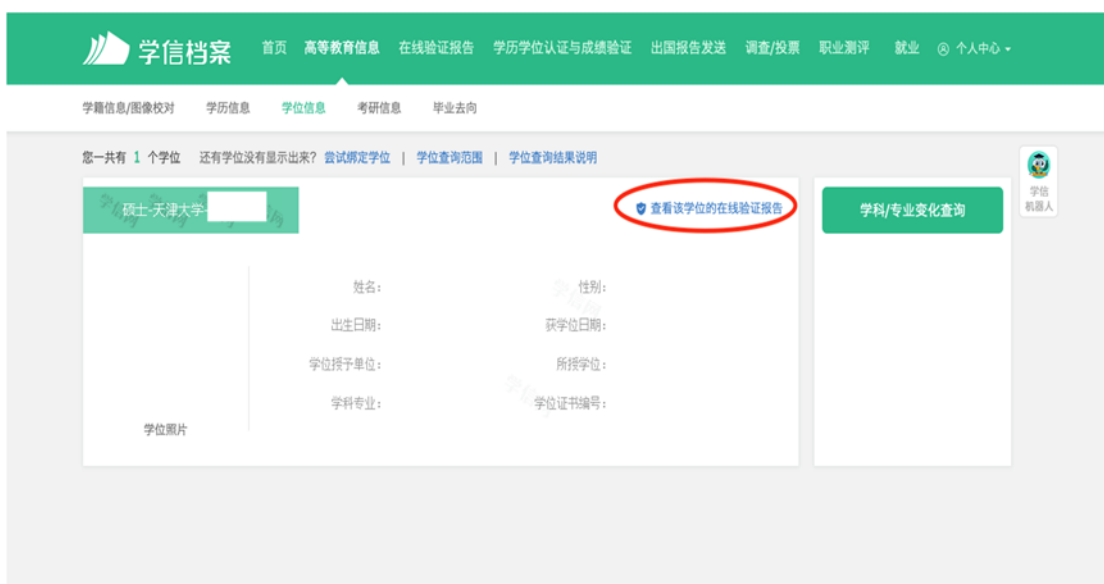 学信档案 首页 高等教育信息 在线验证报告 学历学位认证与成绩验证 出国报告发送 调查/投票 职业测评 就业 个人中心
学籍信息/图像校对 学历信息 学位信息 考研信息 毕业去向
您一共有 1 个学位 还有学位没有显示出来? 尝试绑定学位 | 学位查询范围 | 学位查询结果说明
硕士-天津大学-
查看该学位的在线验证报告
学科/专业变化查询
学信
机器人
姓名: 性别:
出生日期: 获学位日期:
学位授予单位: 所授学位:
学科专业: 学位证书编号:
学位照片
学信网
学信网